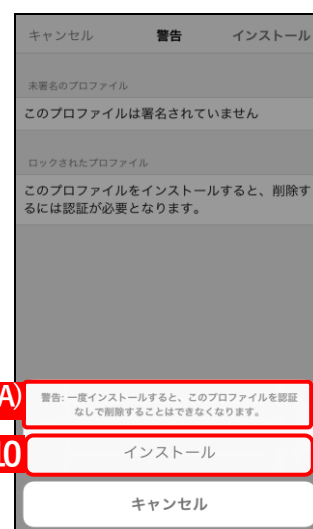 キャンセル 警告 インストール
未署名のプロファイル
このプロファイルは署名されていません
ロックされたプロファイル
このプロファイルをインストールすると、削除す
るには認証が必要となります。
A)
警告: 一度インストールすると、このプロファイルを認証
なしで削除することはできなくなります。
10
インストール
キャンセル